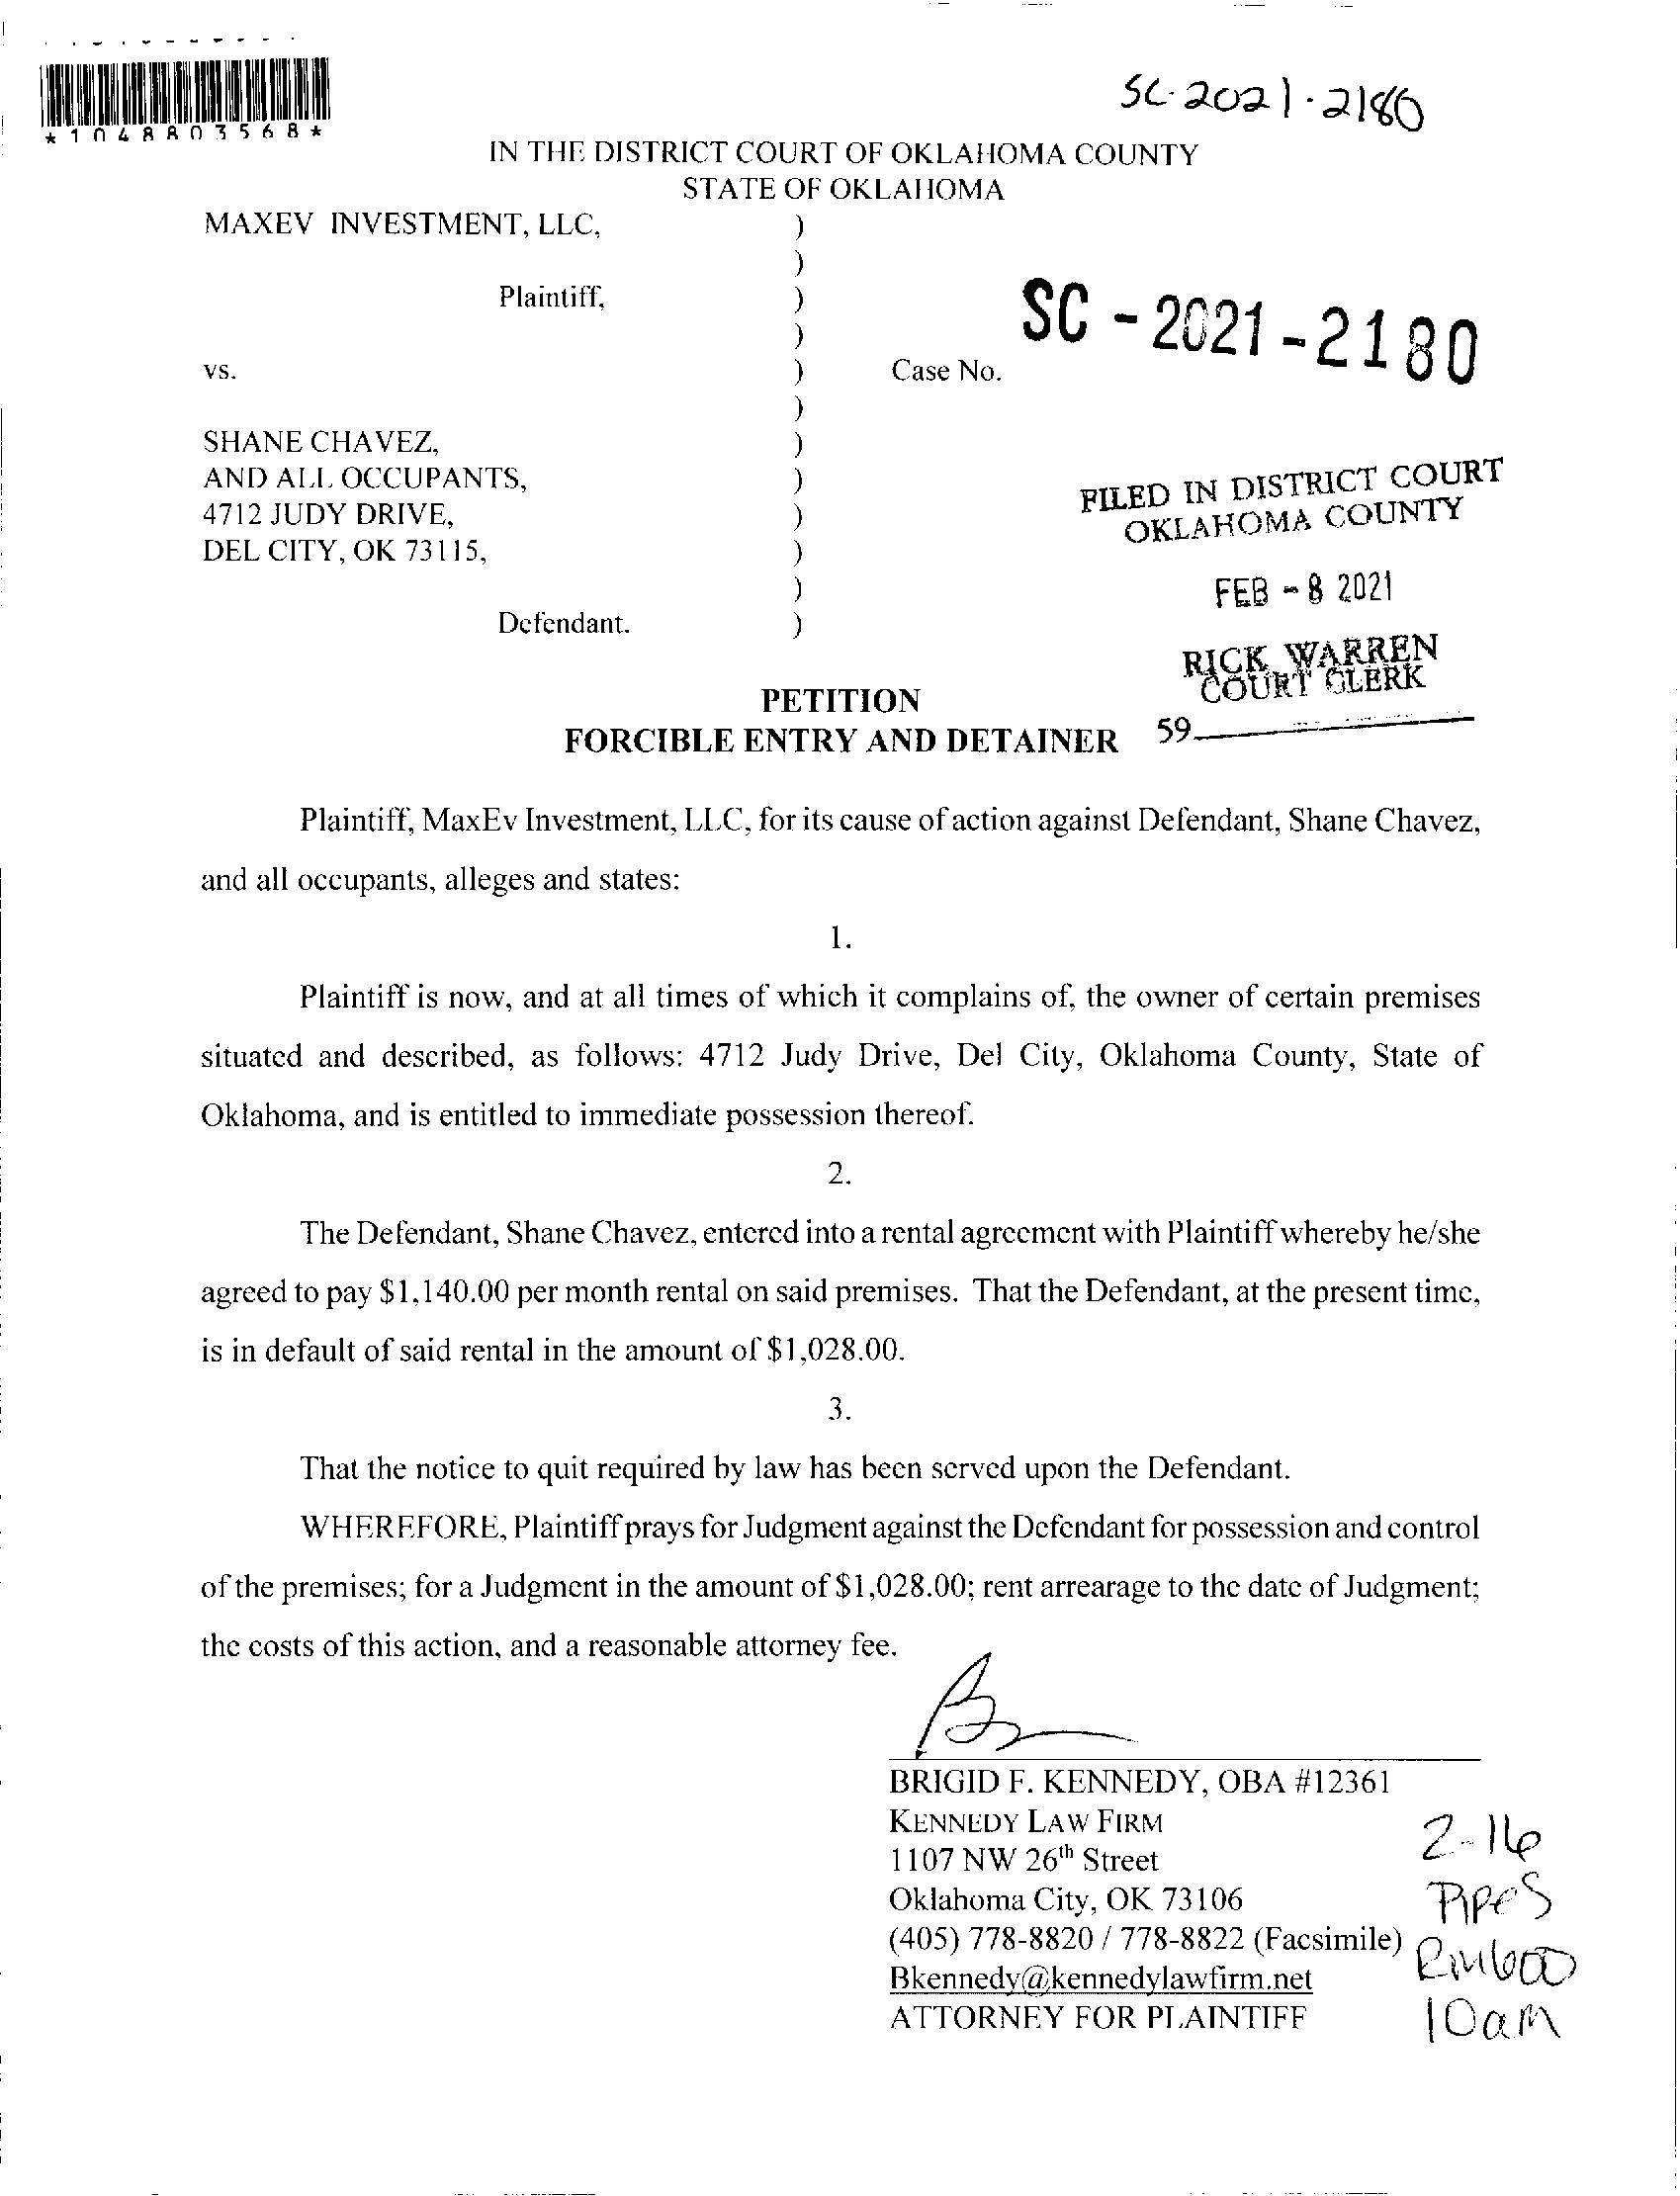 SC-2021-2180
*1048803568*
IN THE DISTRICT COURT OF OKLAHOMA COUNTY
STATE OF OKLAHOMA
MAXEV INVESTMENT, LLC, )
)
Plaintiff, )
)
SC - 2021 - 2180
vs. ) Case No.
)
SHANE CHAVEZ, )
AND ALL OCCUPANTS, )
4712 JUDY DRIVE, )
DEL CITY, OK 73115, )
)
Defendant. )
FILED IN DISTRICT COURT
OKLAHOMA COUNTY
FEB - 8 2021
RICK WARREN
COURT CLERK
59
PETITION
FORCIBLE ENTRY AND DETAINER
Plaintiff, MaxEv Investment, LLC, for its cause of action against Defendant, Shane Chavez,
and all occupants, alleges and states:
1.
Plaintiff is now, and at all times of which it complains of, the owner of certain premises
situated and described, as follows: 4712 Judy Drive, Del City, Oklahoma County, State of
Oklahoma, and is entitled to immediate possession thereof.
2.
The Defendant, Shane Chavez, entered into a rental agreement with Plaintiff whereby he/she
agreed to pay $1,140.00 per month rental on said premises. That the Defendant, at the present time,
is in default of said rental in the amount of $1,028.00.
3.
That the notice to quit required by law has been served upon the Defendant.
WHEREFORE, Plaintiff prays for Judgment against the Defendant for possession and control
of the premises; for a Judgment in the amount of $1,028.00; rent arrearage to the date of Judgment;
the costs of this action, and a reasonable attorney fee.
BRIGID F. KENNEDY, OBA #12361
KENNEDY LAW FIRM
1107 NW 26th Street
Oklahoma City, OK 73106
(405) 778-8820 / 778-8822 (Facsimile)
Bkennedy@kennedylawfirm.net
ATTORNEY FOR PLAINTIFF
2-16
Pipes
Rm600
10am